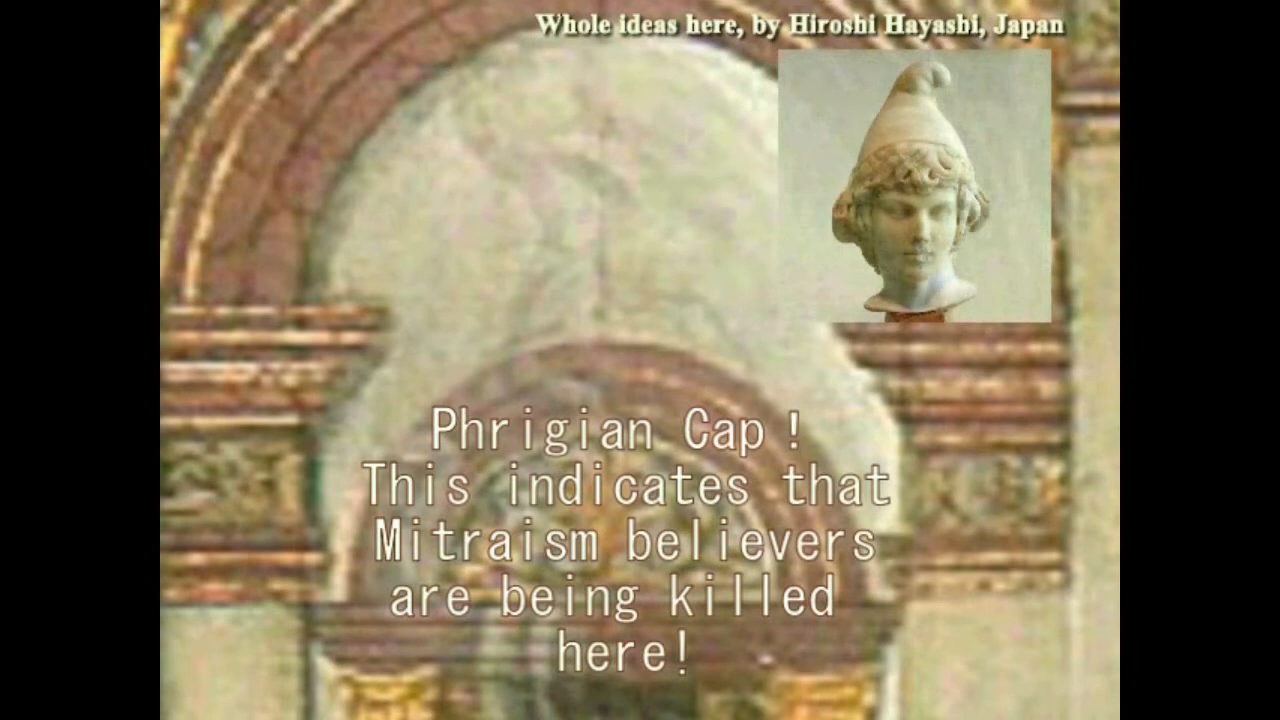 Whole ideas here, by Hiroshi Hayashi, Japan
Phrigian Cap！
This indicates that
Mitraism believers
are being killed
here!